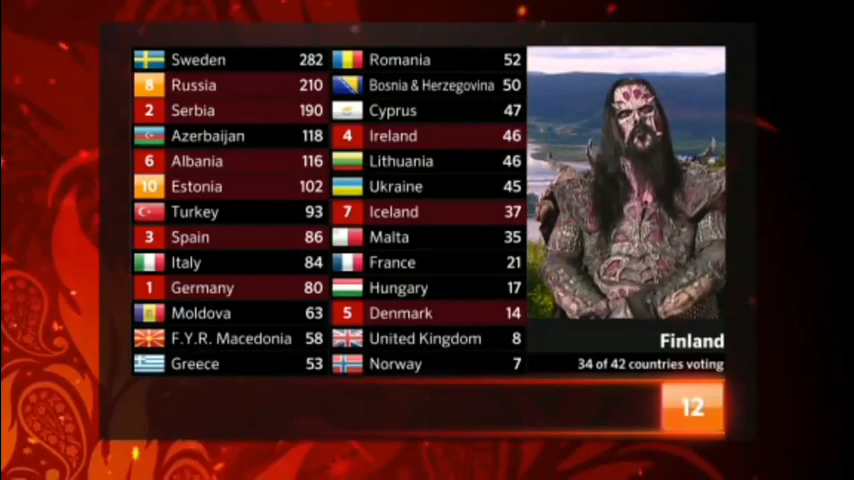 Sweden 282
8 Russia 210
2 Serbia 190
Azerbaijan 118
6 Albania 116
10 Estonia 102
Turkey 93
3 Spain 86
Italy 84
1 Germany 80
Moldova 63
F.Y.R. Macedonia 58
Greece 53
Romania 52
Bosnia & Herzegovina 50
Cyprus 47
4 Ireland 46
Lithuania 46
Ukraine 45
7 Iceland 37
Malta 35
France 21
Hungary 17
5 Denmark 14
United Kingdom 8
Norway 7
Finland
34 of 42 countries voting
12